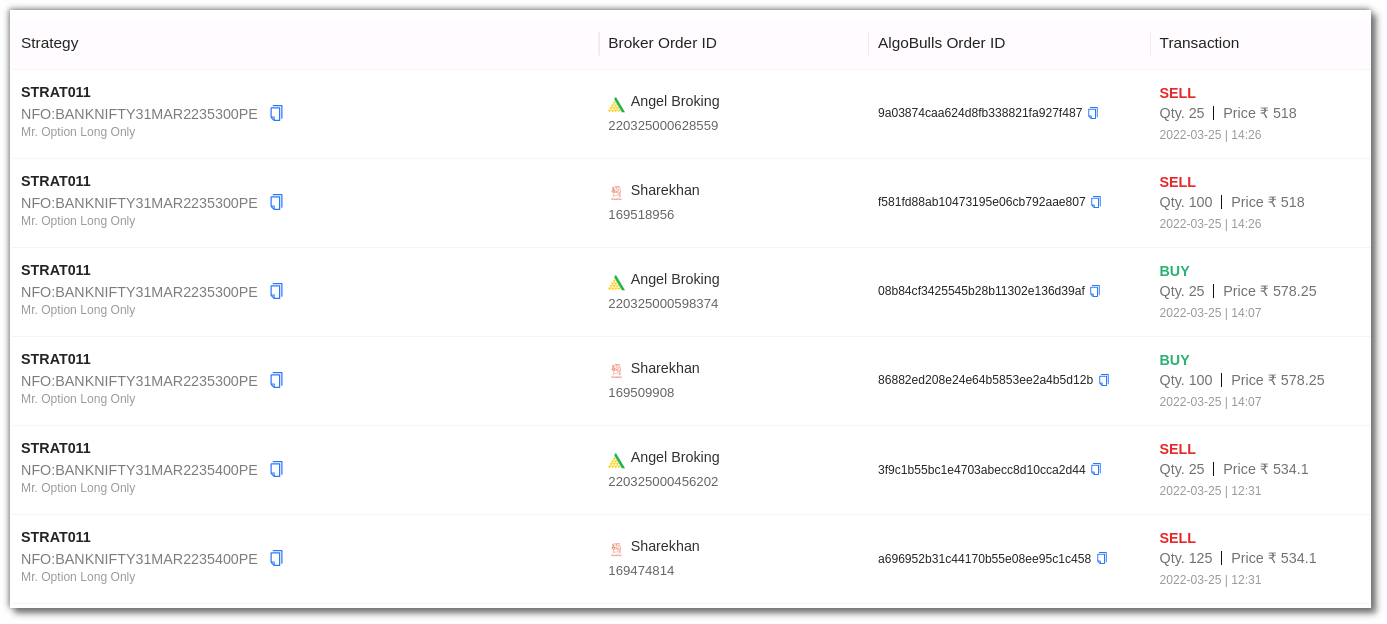 Strategy Broker Order ID AlgoBulls Order ID Transaction
STRAT011
NFO:BANKNIFTY31MAR2235300PE
Mr. Option Long Only
Angel Broking
220325000628559
9a03874caa624d8fb338821fa927f487
SELL
Qty. 25 | Price ₹ 518
2022-03-25 | 14:26
STRAT011
NFO:BANKNIFTY31MAR2235300PE
Mr. Option Long Only
Sharekhan
169518956
f581fd88ab10473195e06cb792aae807
SELL
Qty. 100 | Price ₹ 518
2022-03-25 | 14:26
STRAT011
NFO:BANKNIFTY31MAR2235300PE
Mr. Option Long Only
Angel Broking
220325000598374
08b84cf3425545b28b11302e136d39af
BUY
Qty. 25 | Price ₹ 578.25
2022-03-25 | 14:07
STRAT011
NFO:BANKNIFTY31MAR2235300PE
Mr. Option Long Only
Sharekhan
169509908
86882ed208e24e64b5853ee2a4b5d12b
BUY
Qty. 100 | Price ₹ 578.25
2022-03-25 | 14:07
STRAT011
NFO:BANKNIFTY31MAR2235400PE
Mr. Option Long Only
Angel Broking
220325000456202
3f9c1b55bc1e4703abecc8d10cca2d44
SELL
Qty. 25 | Price ₹ 534.1
2022-03-25 | 12:31
STRAT011
NFO:BANKNIFTY31MAR2235400PE
Mr. Option Long Only
Sharekhan
169474814
a696952b31c44170b55e08ee95c1c458
SELL
Qty. 125 | Price ₹ 534.1
2022-03-25 | 12:31